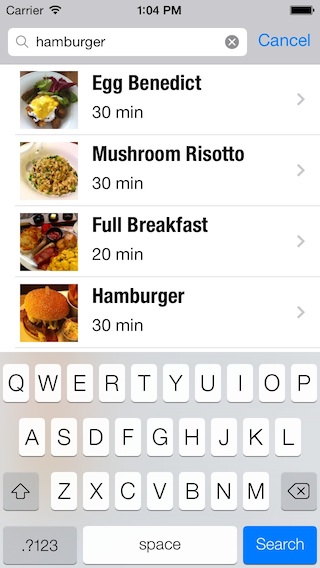 Carrier 1:04 PM
hamburger Cancel
Egg Benedict
30 min
Mushroom Risotto
30 min
Full Breakfast
20 min
Hamburger
30 min
Q W E R T Y U I O P
A S D F G H J K L
Z X C V B N M
.?123 space Search